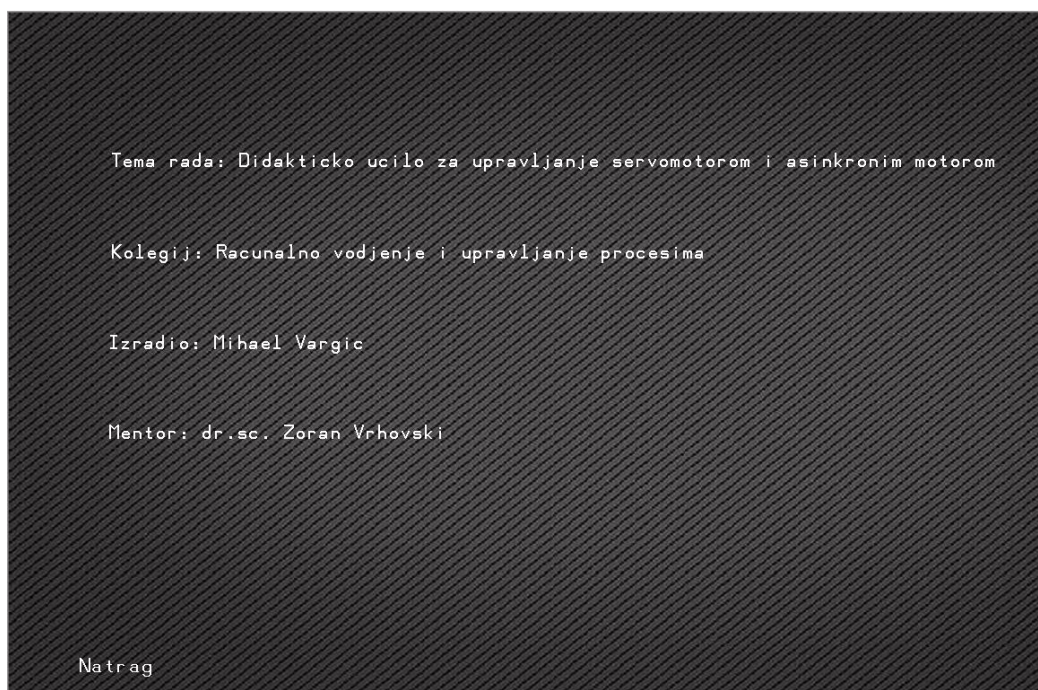 Tema rada: Didakticko ucilo za upravljanje servomotorom i asinkronim motorom
Kolegij: Racunalno vodjenje i upravljanje procesima
Izradio: Mihael Vargic
Mentor: dr.sc. Zoran Vrhovski
Natrag